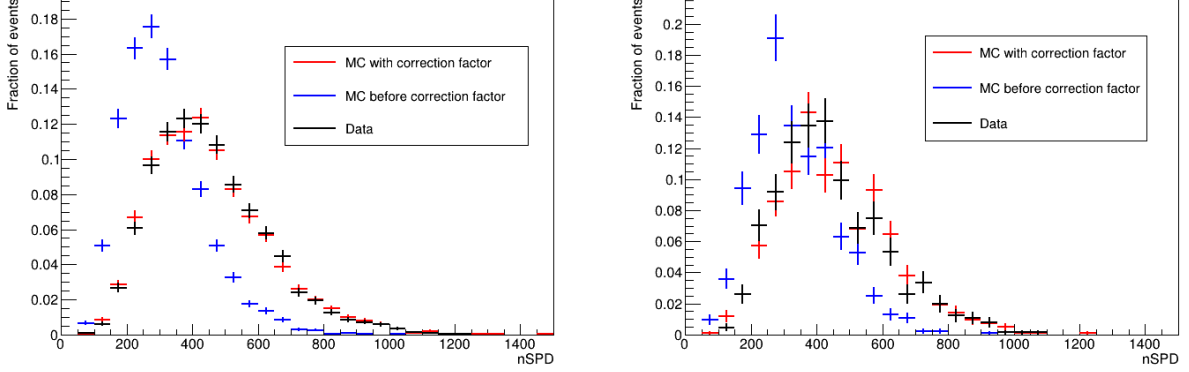 Fraction of events
0.18
0.16
0.14
0.12
0.1
0.08
0.06
0.04
0.02
0
MC with correction factor
MC before correction factor
Data
0 200 400 600 800 1000 1200 1400
nSPD
Fraction of events
0.2
0.18
0.16
0.14
0.12
0.1
0.08
0.06
0.04
0.02
0
MC with correction factor
MC before correction factor
Data
0 200 400 600 800 1000 1200 1400
nSPD